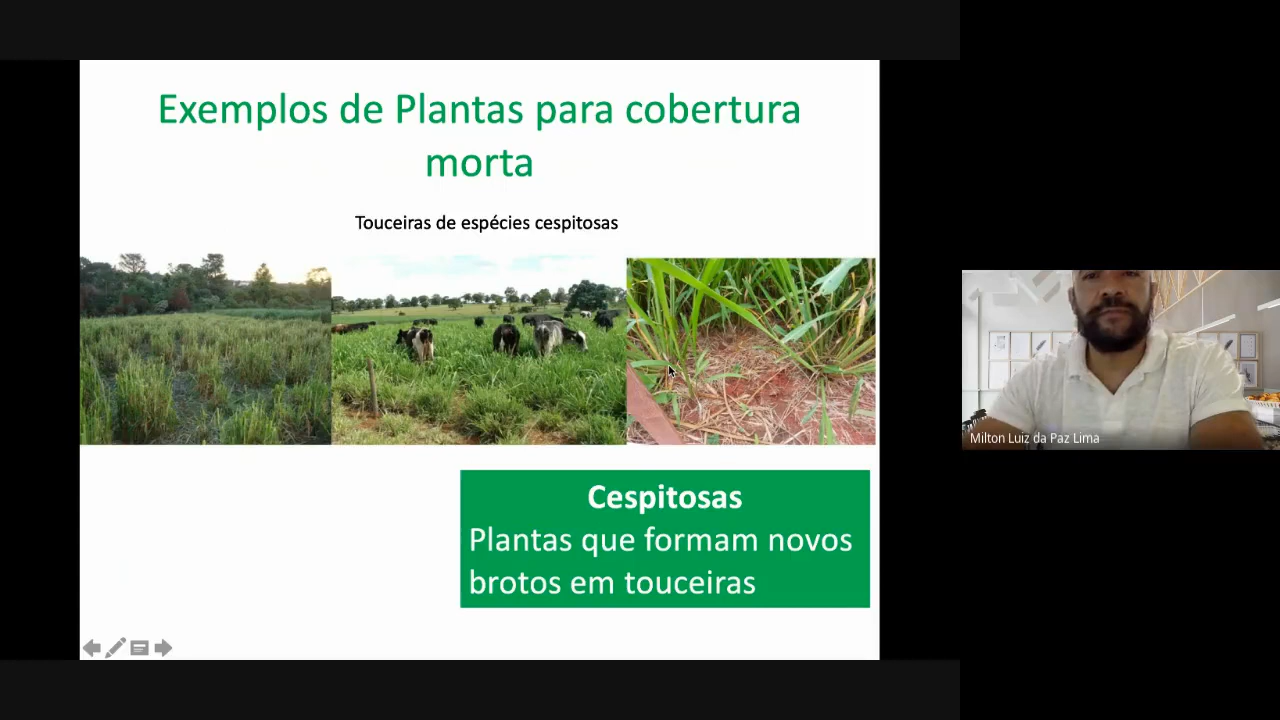 Exemplos de Plantas para cobertura
morta
Touceiras de espécies cespitosas
Cespitosas
Plantas que formam novos
brotos em touceiras
Milton Luiz da Paz Lima